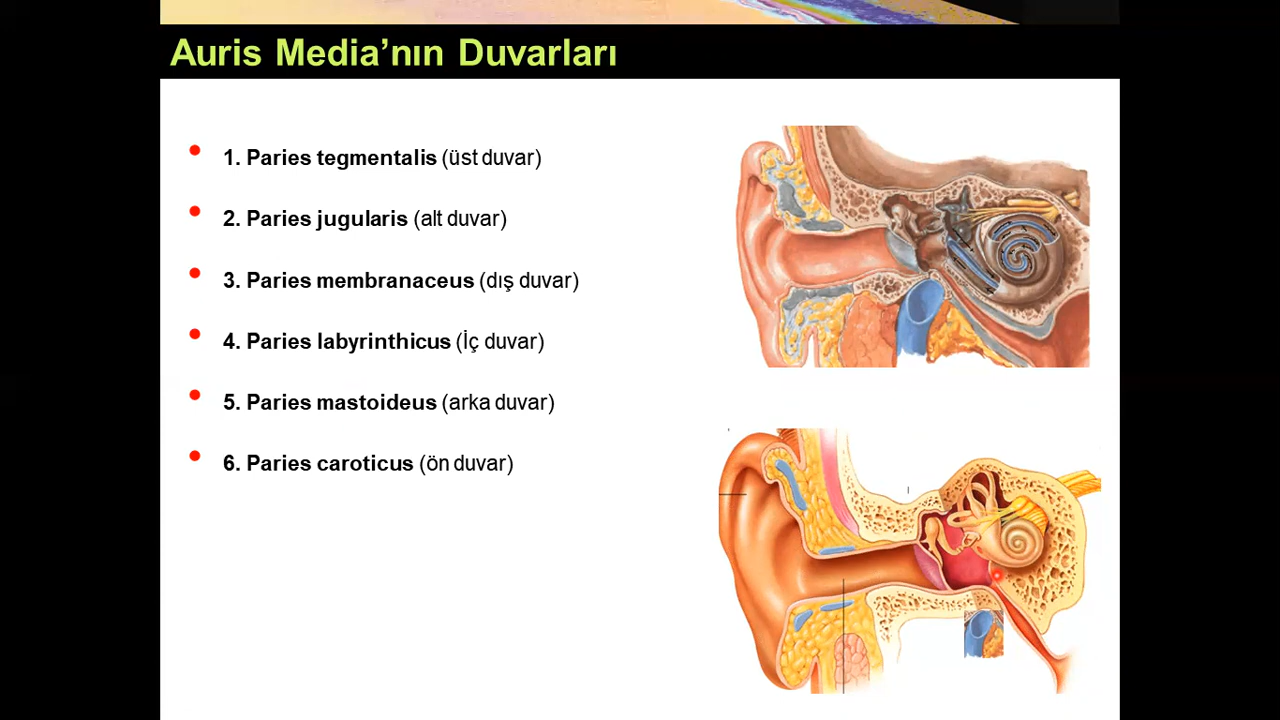 Auris Media’nın Duvarları
1. Paries tegmentalis (üst duvar)
2. Paries jugularis (alt duvar)
3. Paries membranaceus (dış duvar)
4. Paries labyrinthicus (İç duvar)
5. Paries mastoideus (arka duvar)
6. Paries caroticus (ön duvar)